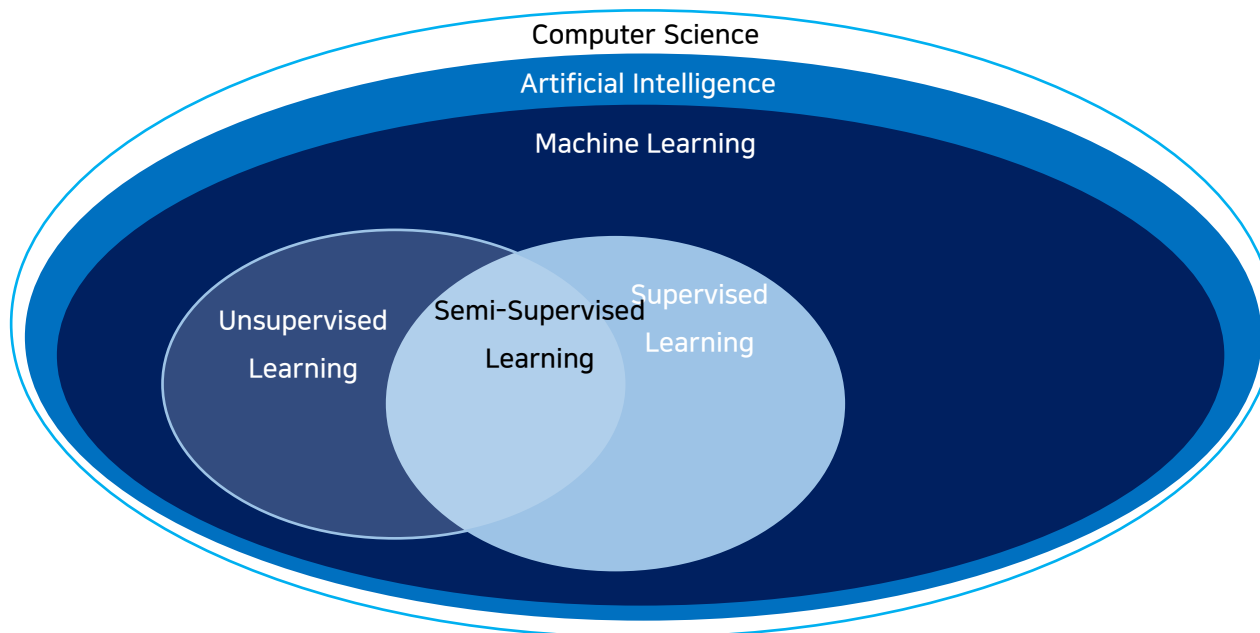 Computer Science
Artificial Intelligence
Machine Learning
Unsupervised
Learning
Semi-Supervised
Learning
Supervised
Learning